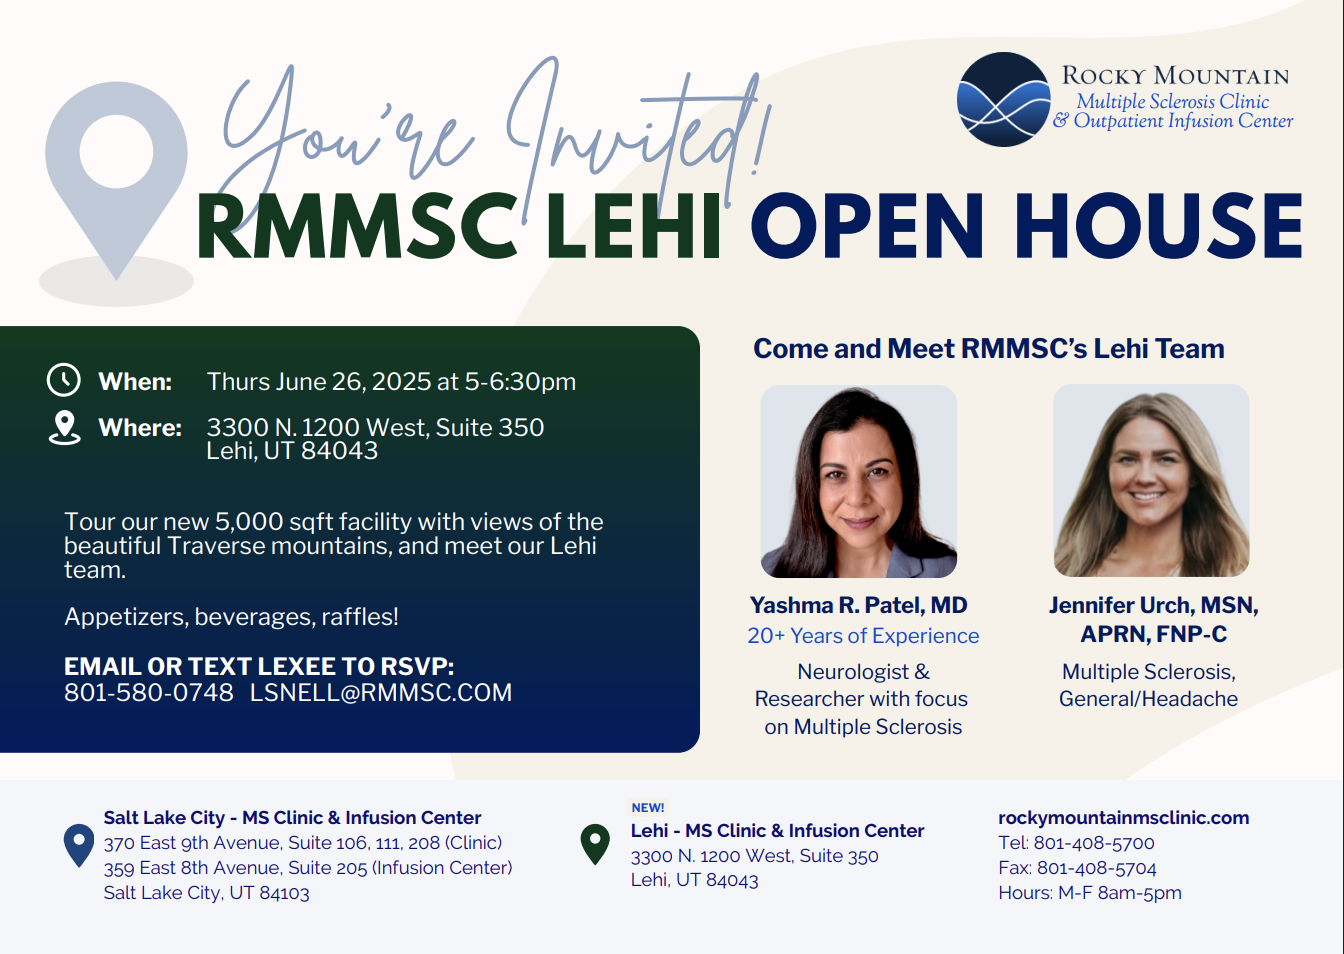 You're Invited!
ROCKY MOUNTAIN
Multiple Sclerosis Clinic
& Outpatient Infusion Center
RMMSC LEHI OPEN HOUSE
When: Thurs June 26, 2025 at 5-6:30pm
Where: 3300 N. 1200 West, Suite 350
Lehi, UT 84043
Tour our new 5,000 sqft facility with views of the
beautiful Traverse mountains, and meet our Lehi
team.
Appetizers, beverages, raffles!
EMAIL OR TEXT LEXEE TO RSVP:
801-580-0748 LSNELL@RMMSC.COM
Come and Meet RMMSC's Lehi Team
Yashma R. Patel, MD
20+ Years of Experience
Neurologist &
Researcher with focus
on Multiple Sclerosis
Jennifer Urch, MSN,
APRN, FNP-C
Multiple Sclerosis,
General/Headache
Salt Lake City - MS Clinic & Infusion Center
370 East 9th Avenue, Suite 106, 111, 208 (Clinic)
359 East 8th Avenue, Suite 205 (Infusion Center)
Salt Lake City, UT 84103
NEW!
Lehi - MS Clinic & Infusion Center
3300 N. 1200 West, Suite 350
Lehi, UT 84043
rockymountainmsclinic.com
Tel: 801-408-5700
Fax: 801-408-5704
Hours: M-F 8am-5pm